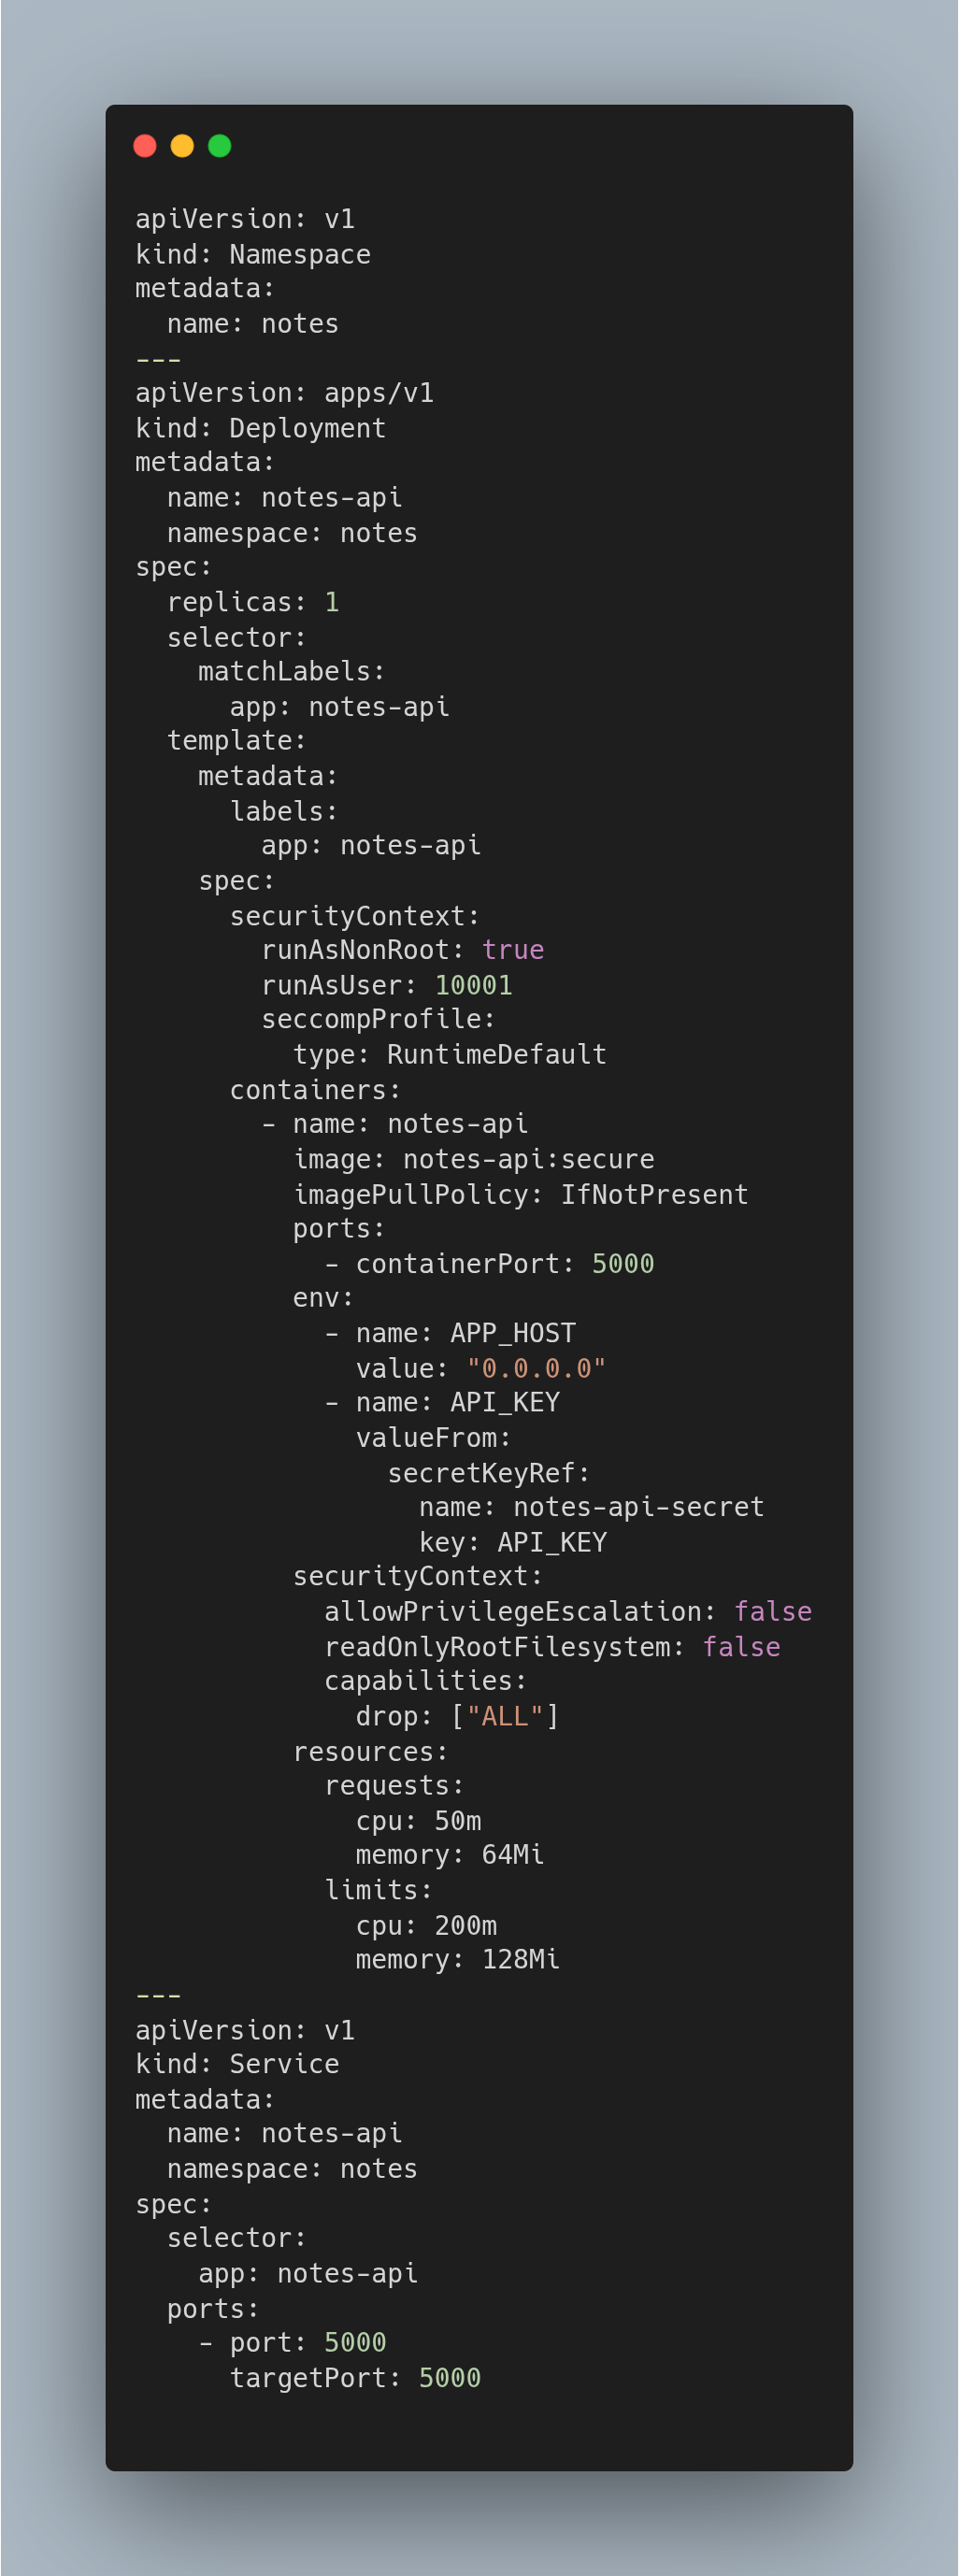 apiVersion: v1
kind: Namespace
metadata:
  name: notes
---
apiVersion: apps/v1
kind: Deployment
metadata:
  name: notes-api
  namespace: notes
spec:
  replicas: 1
  selector:
    matchLabels:
      app: notes-api
  template:
    metadata:
      labels:
        app: notes-api
    spec:
      securityContext:
        runAsNonRoot: true
        runAsUser: 10001
        seccompProfile:
          type: RuntimeDefault
      containers:
        - name: notes-api
          image: notes-api:secure
          imagePullPolicy: IfNotPresent
          ports:
            - containerPort: 5000
          env:
            - name: APP_HOST
              value: "0.0.0.0"
            - name: API_KEY
              valueFrom:
                secretKeyRef:
                  name: notes-api-secret
                  key: API_KEY
          securityContext:
            allowPrivilegeEscalation: false
            readOnlyRootFilesystem: false
            capabilities:
              drop: ["ALL"]
          resources:
            requests:
              cpu: 50m
              memory: 64Mi
            limits:
              cpu: 200m
              memory: 128Mi
---
apiVersion: v1
kind: Service
metadata:
  name: notes-api
  namespace: notes
spec:
  selector:
    app: notes-api
  ports:
    - port: 5000
      targetPort: 5000